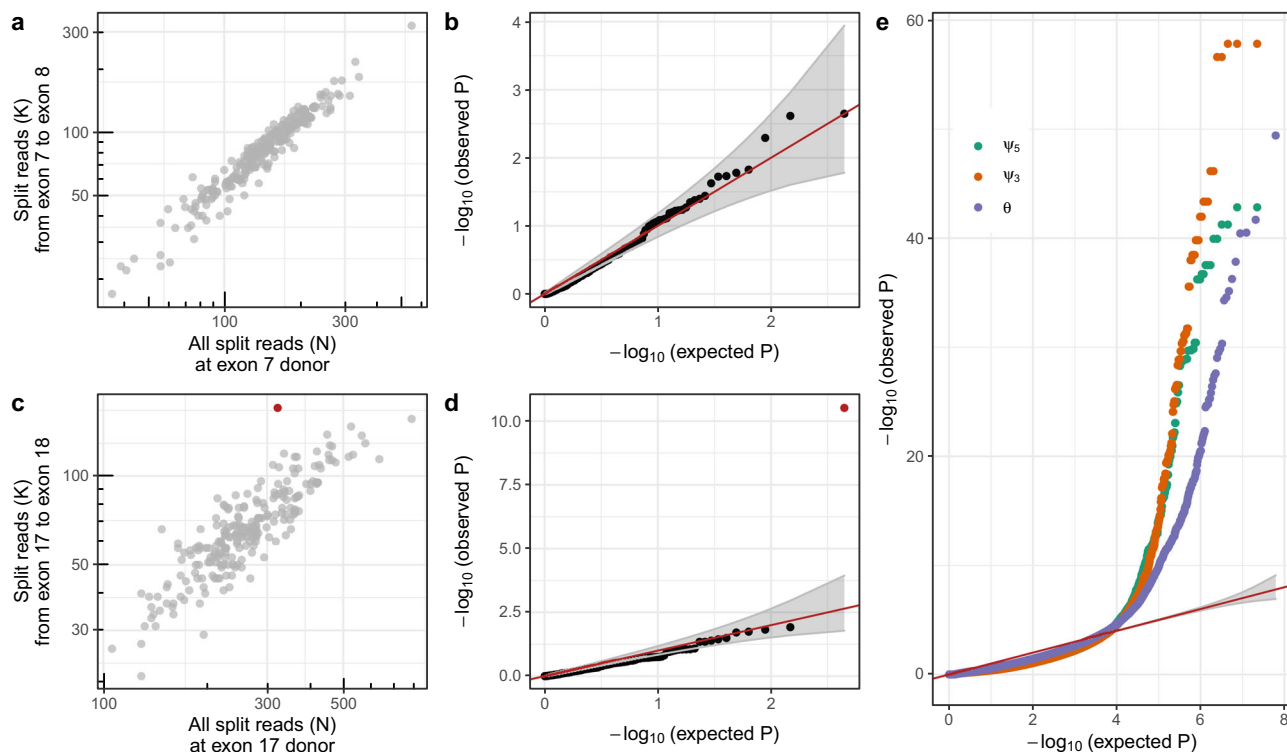 a
Split reads (K)
from exon 7 to exon 8
300
100
50
100
300
All split reads (N)
at exon 7 donor
b
−log10 (observed P)
4
3
2
1
0
0
1
2
−log10 (expected P)
c
Split reads (K)
from exon 17 to exon 18
100
50
30
100
300
500
All split reads (N)
at exon 17 donor
d
−log10 (observed P)
10.0
7.5
5.0
2.5
0.0
0
1
2
−log10 (expected P)
e
−log10 (observed P)
60
40
20
0
ψ5
ψ3
θ
0
2
4
6
8
−log10 (expected P)